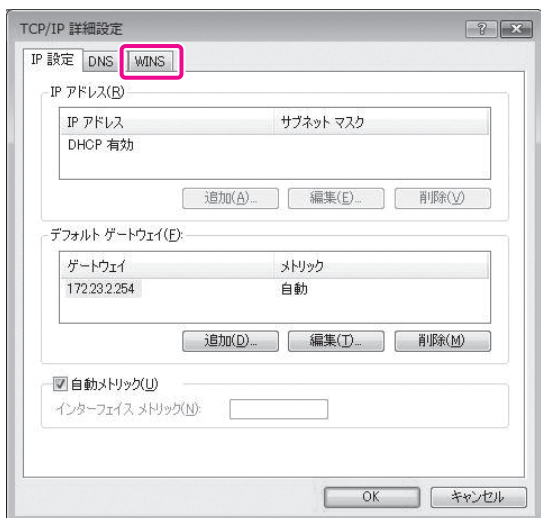 TCP/IP 詳細設定
IP 設定 DNS WINS
IP アドレス(R)
IP アドレス サブネット マスク
DHCP 有効
追加(A)... 編集(E)... 削除(V)
デフォルト ゲートウェイ(F):
ゲートウェイ メトリック
172.23.2.254 自動
追加(D)... 編集(T)... 削除(M)
自動メトリック(U)
インターフェイス メトリック(N):
OK キャンセル